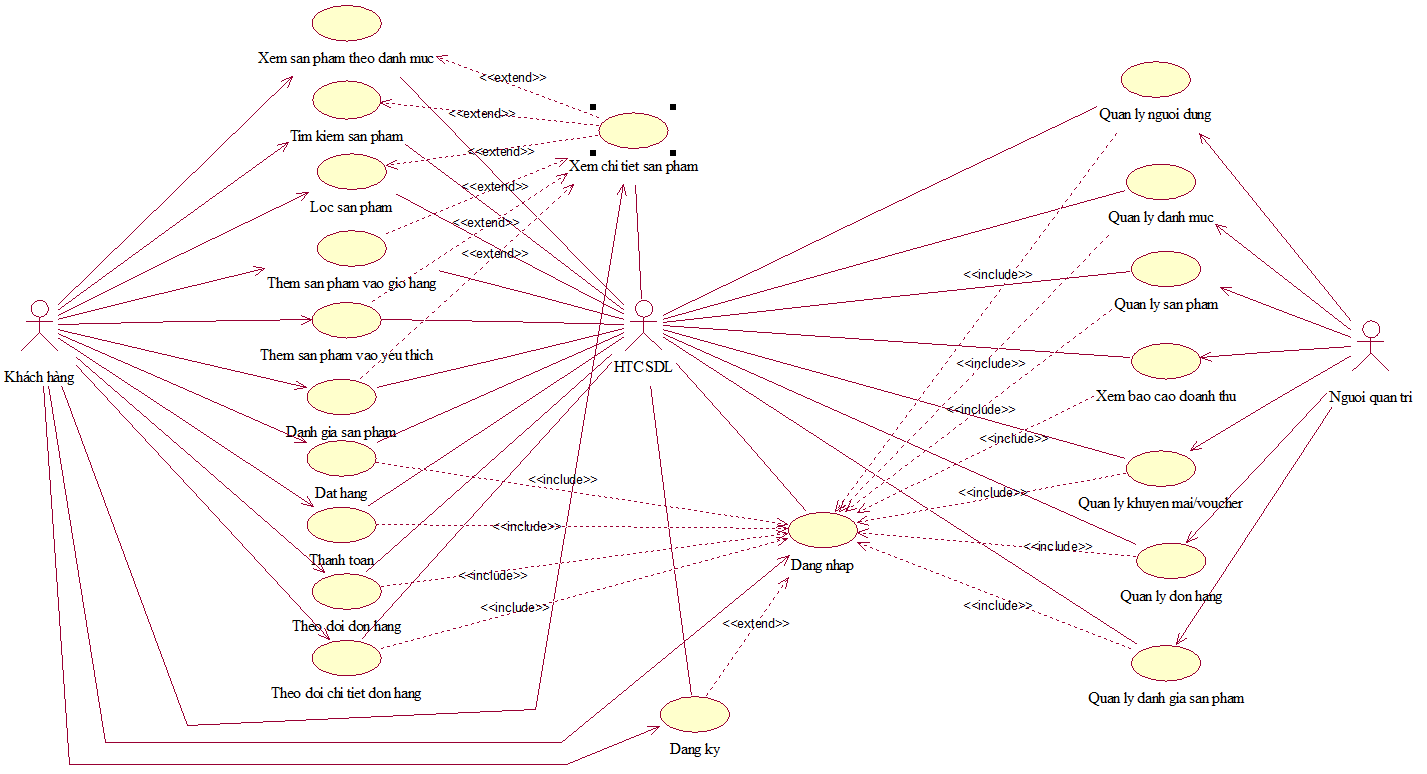 Xem san pham theo danh muc
<<extend>>
Tim kiem san pham
<<extend>>
Loc san pham
<<extend>>
Xem chi tiet san pham
Them san pham vao gio hang
<<extend>>
Them san pham vao yeu thich
<<extend>>
Danh gia san pham
<<extend>>
Khách hàng
HTCSDL
Dat hang
<<include>>
Thanh toan
<<include>>
Theo doi don hang
<<include>>
Theo doi chi tiet don hang
<<include>>
Dang nhap
<<extend>>
Dang ky
Quan ly nguoi dung
Quan ly danh muc
<<include>>
Quan ly san pham
<<include>>
Xem bao cao doanh thu
<<include>>
<<include>>
Nguoi quan tri
Quan ly khuyen mai/voucher
<<include>>
Quan ly don hang
<<include>>
Quan ly danh gia san pham
<<include>>